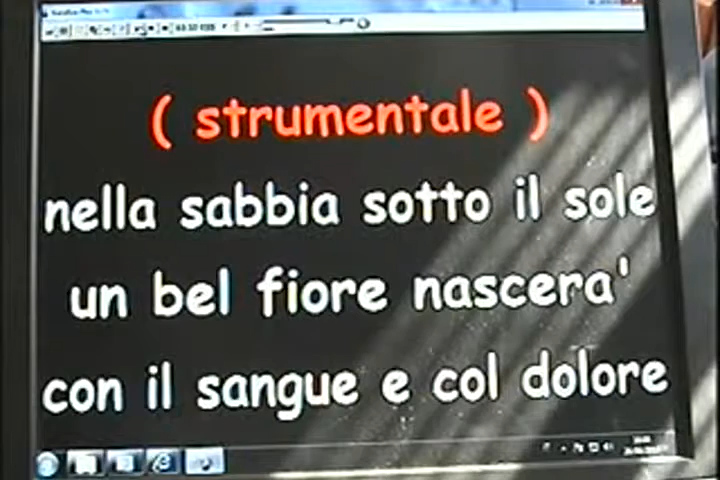 ( strumentale )
nella sabbia sotto il sole
un bel fiore nascera'
con il sangue e col dolore